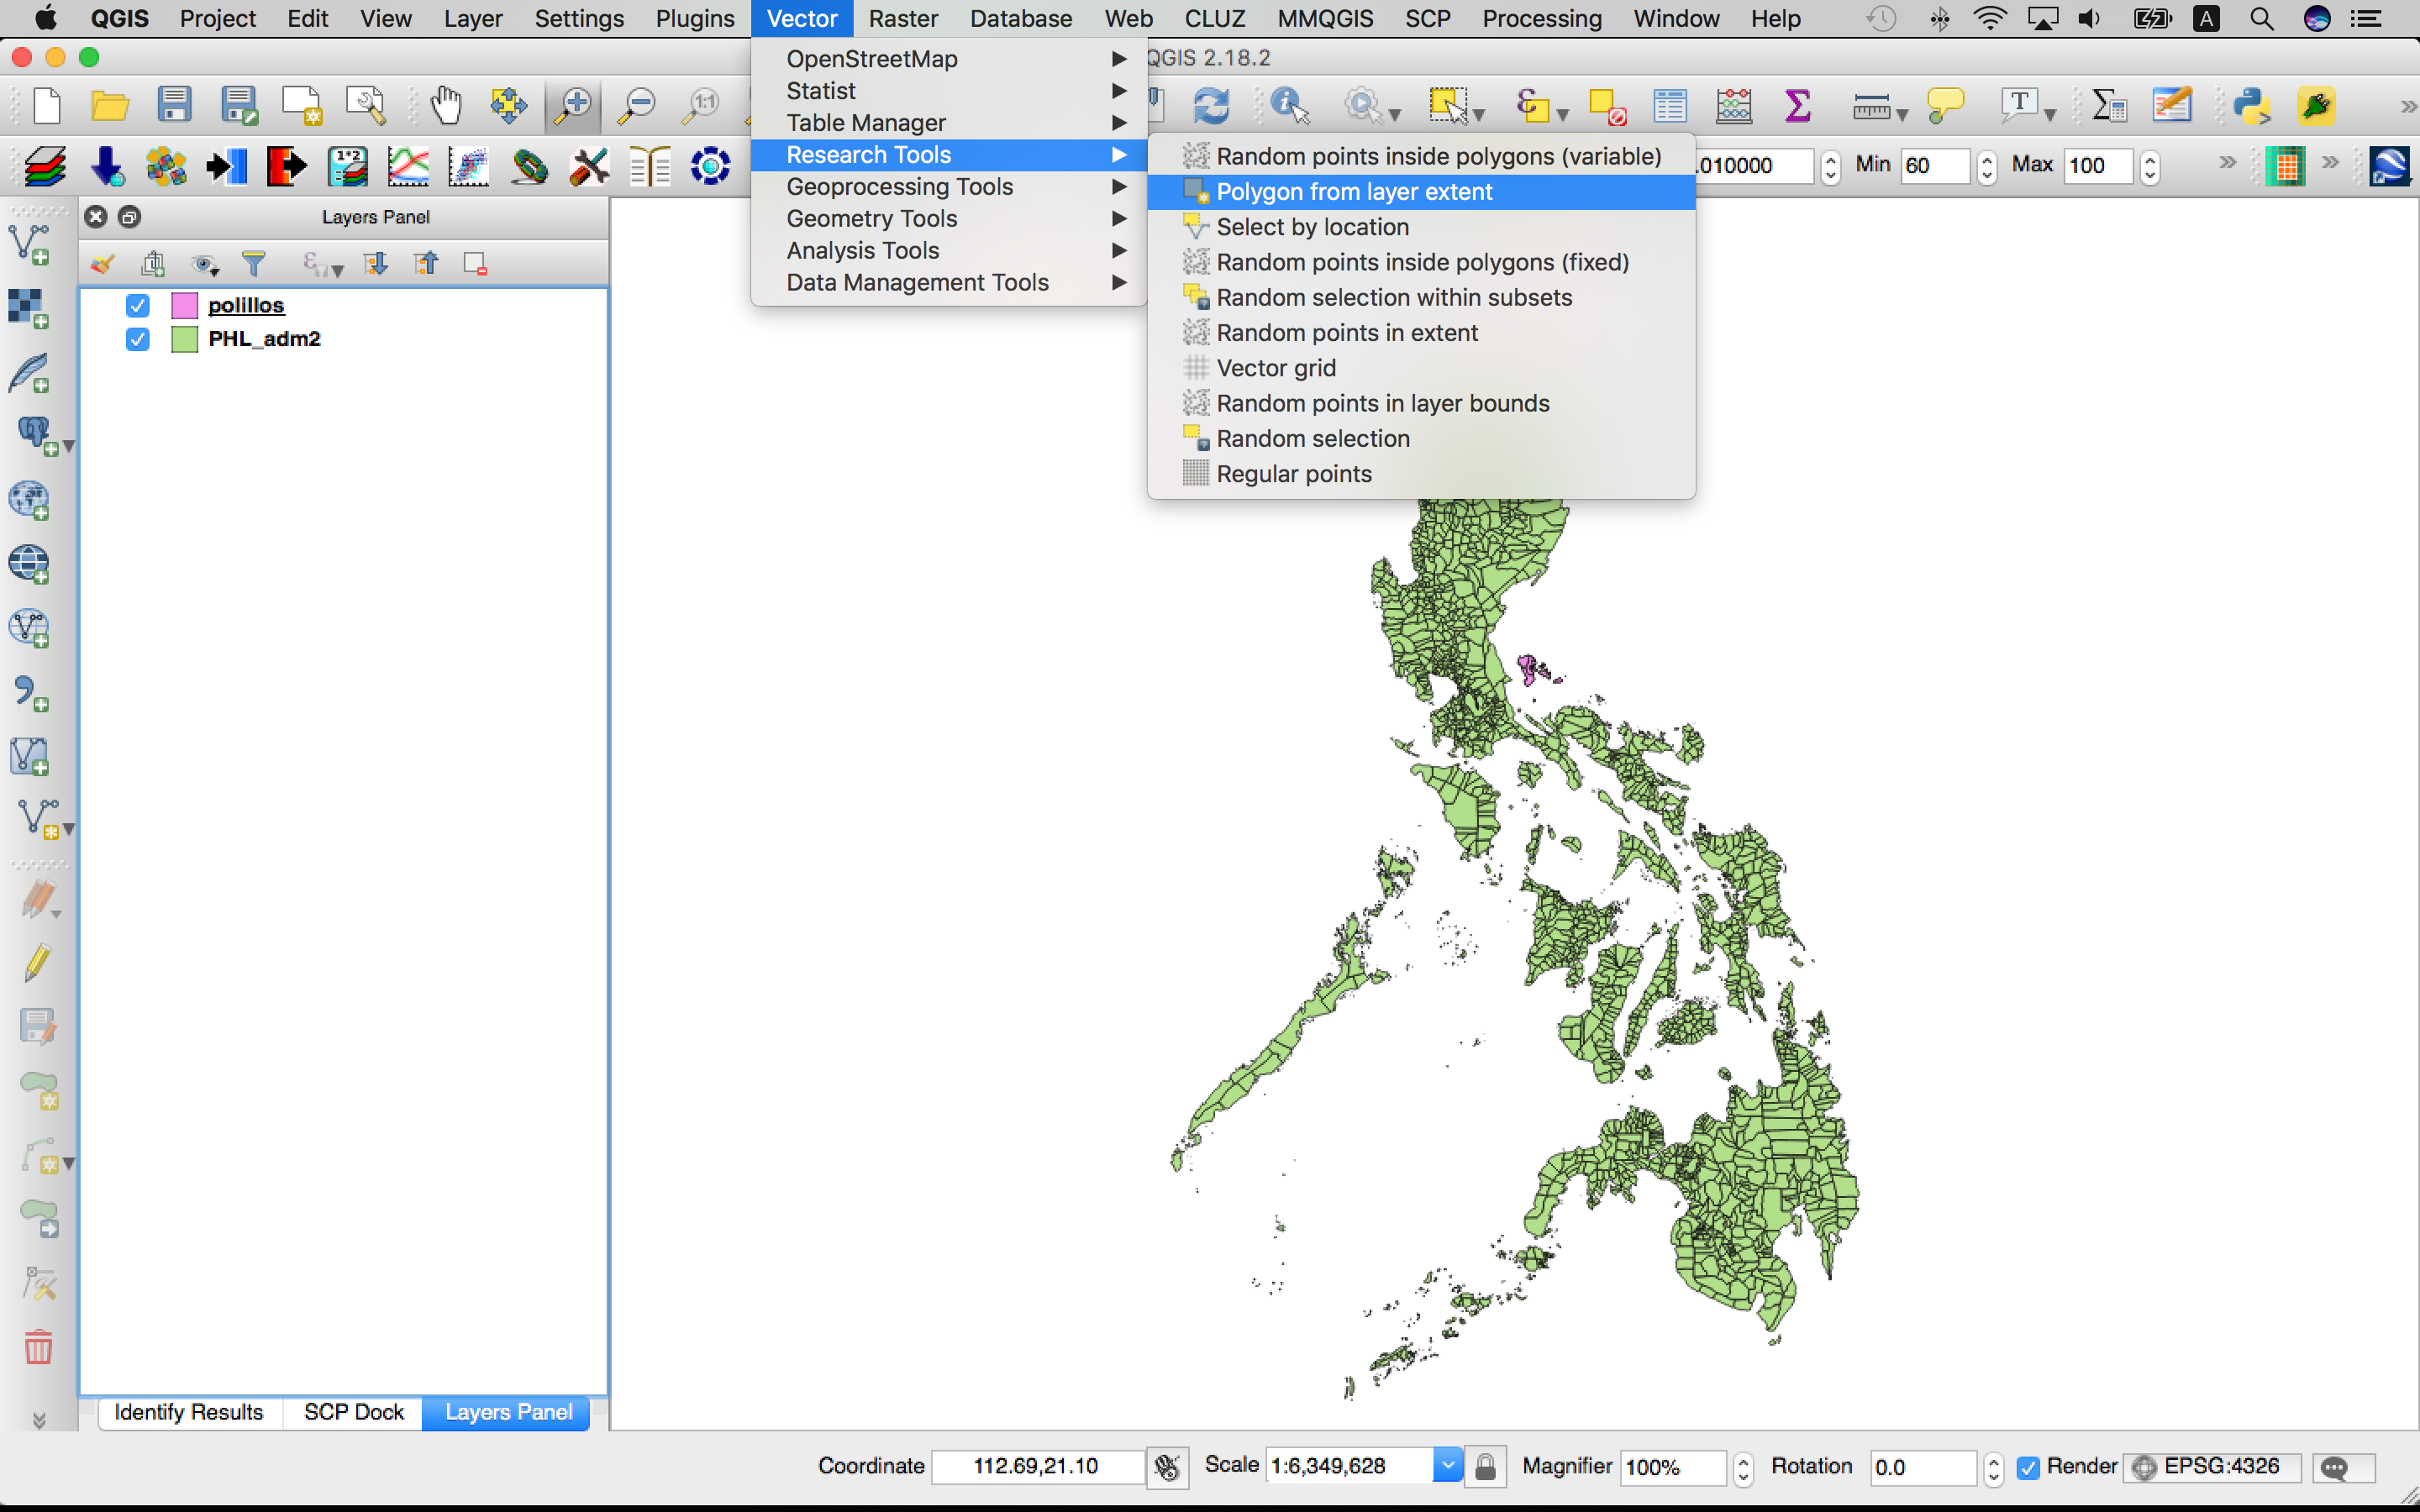 QGIS Project Edit View Layer Settings Plugins Vector Raster Database Web CLUZ MMQGIS SCP Processing Window Help A
QGIS 2.18.2
OpenStreetMap
Statist
Table Manager
Research Tools
Geoprocessing Tools
Geometry Tools
Analysis Tools
Data Management Tools
Random points inside polygons (variable)
Polygon from layer extent
Select by location
Random points inside polygons (fixed)
Random selection within subsets
Random points in extent
Vector grid
Random points in layer bounds
Random selection
Regular points
1:1
T
1*2
.010000 Min 60 Max 100
Layers Panel
polillos
PHL_adm2
Identify Results SCP Dock Layers Panel
Coordinate 112.69,21.10 Scale 1:6,349,628 Magnifier 100% Rotation 0.0 Render EPSG:4326